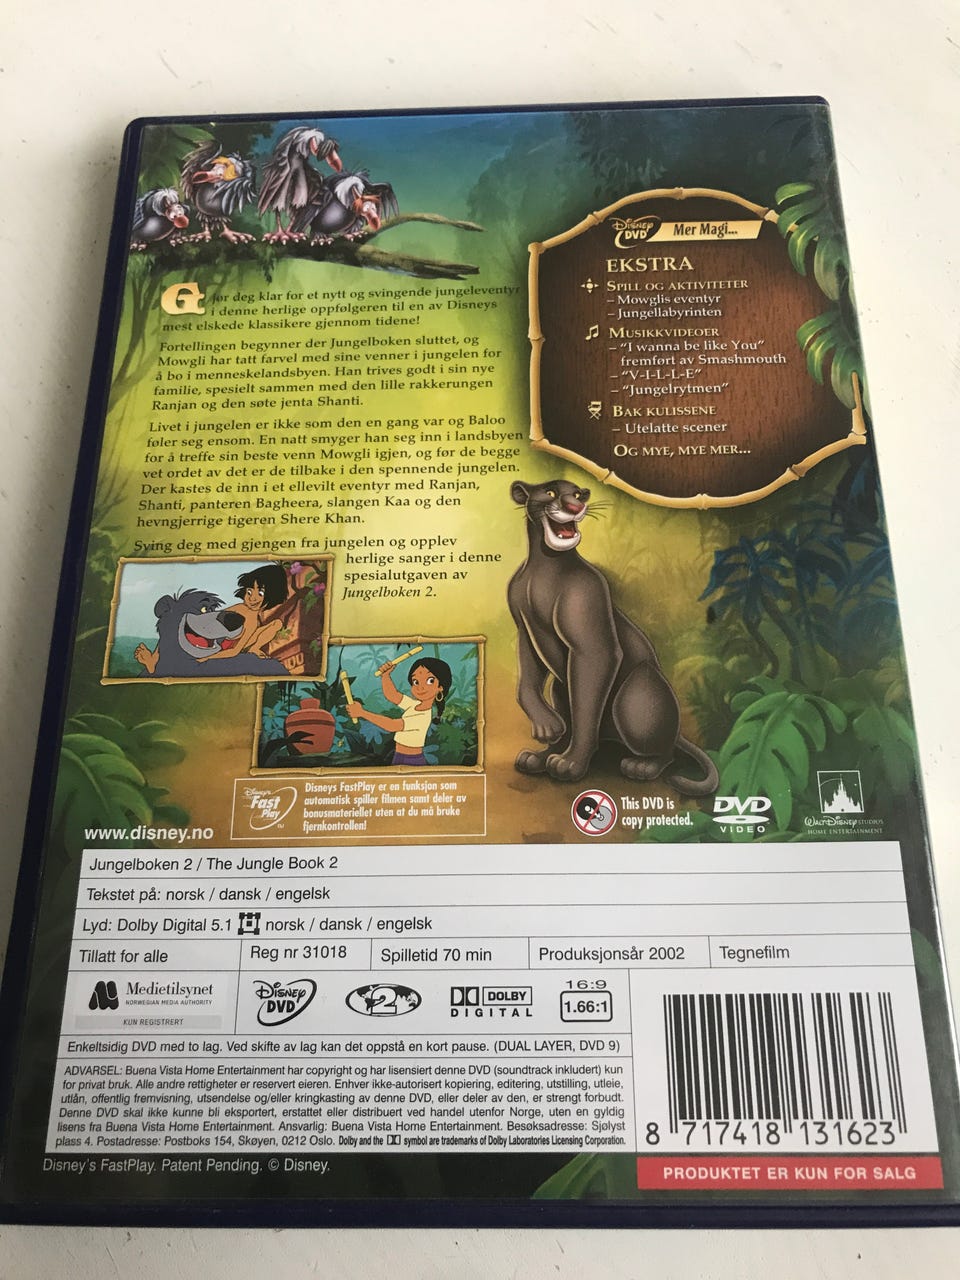 Gjør deg klar for et nytt og svingende jungeleventyr
i denne herlige oppfølgeren til en av Disneys
mest elskede klassikere gjennom tidene!
Fortellingen begynner der Jungelboken sluttet, og
Mowgli har tatt farvel med sine venner i jungelen for
å bo i menneskelandsbyen. Han trives godt i sin nye
familie, spesielt sammen med den lille rakkerungen
Ranjan og den søte jenta Shanti.
Livet i jungelen er ikke som den en gang var og Baloo
føler seg ensom. En natt smyger han seg inn i landsbyen
for å treffe sin beste venn Mowgli igjen, og før de begge
vet ordet av det er de tilbake i den spennende jungelen.
Der kastes de inn i et ellevilt eventyr med Ranjan,
Shanti, panteren Bagheera, slangen Kaa og den
hevngjerrige tigeren Shere Khan.
Sving deg med gjengen fra jungelen og opplev
herlige sanger i denne
spesialutgaven av
Jungelboken 2.
Disney DVD Mer Magi...
EKSTRA
SPILL OG AKTIVITETER
– Mowglis eventyr
– Jungellabyrinten
MUSIKKVIDEOER
– "I wanna be like You"
fremført av Smashmouth
– "V-I-L-L-E"
– "Jungelrytmen"
BAK KULISSENE
– Utelatte scener
OG MYE, MYE MER...
www.disney.no
Disney's Fast Play TM
Disneys FastPlay er en funksjon som
automatisk spiller filmen samt deler av
bonusmateriellet uten at du må bruke
fjernkontrollen!
This DVD is
copy protected.
DVD VIDEO
WALT DISNEY STUDIOS
HOME ENTERTAINMENT
Jungelboken 2 / The Jungle Book 2
Tekstet på: norsk / dansk / engelsk
Lyd: Dolby Digital 5.1 norsk / dansk / engelsk
Tillatt for alle Reg nr 31018 Spilletid 70 min Produksjonsår 2002 Tegnefilm
Medietilsynet
NORWEGIAN MEDIA AUTHORITY
KUN REGISTRERT
Disney DVD
2
DOLBY
DIGITAL
16:9
1.66:1
Enkeltsidig DVD med to lag. Ved skifte av lag kan det oppstå en kort pause. (DUAL LAYER, DVD 9)
ADVARSEL: Buena Vista Home Entertainment har copyright og har lisensiert denne DVD (soundtrack inkludert) kun
for privat bruk. Alle andre rettigheter er reservert eieren. Enhver ikke-autorisert kopiering, editering, utstilling, utleie,
utlån, offentlig fremvisning, utsendelse og/eller kringkasting av denne DVD, eller deler av den, er strengt forbudt.
Denne DVD skal ikke kunne bli eksportert, erstattet eller distribuert ved handel utenfor Norge, uten en gyldig
lisens fra Buena Vista Home Entertainment. Ansvarlig: Buena Vista Home Entertainment. Besøksadresse: Sjølyst
plass 4. Postadresse: Postboks 154, Skøyen, 0212 Oslo. Dolby and the symbol are trademarks of Dolby Laboratories Licensing Corporation.
8 717418 131623
Disney's FastPlay. Patent Pending. © Disney.
PRODUKTET ER KUN FOR SALG